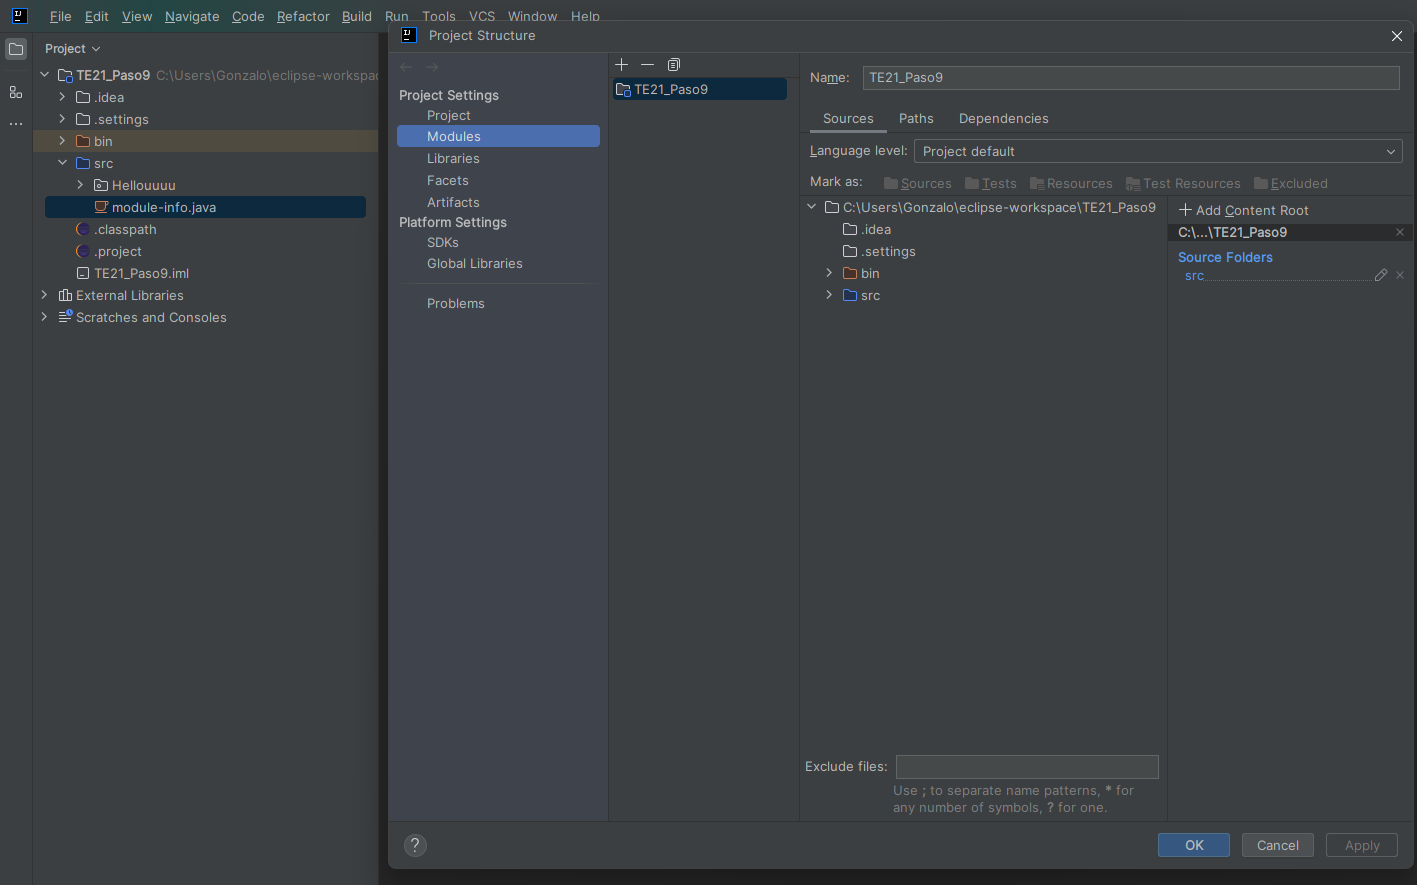 File Edit View Navigate Code Refactor Build Run Tools VCS Window Help
Project
TE21_Paso9 C:\Users\Gonzalo\eclipse-workspac
.idea
.settings
bin
src
Hellouuuu
module-info.java
.classpath
.project
TE21_Paso9.iml
External Libraries
Scratches and Consoles
Project Structure
Project Settings
Project
Modules
Libraries
Facets
Artifacts
Platform Settings
SDKs
Global Libraries
Problems
TE21_Paso9
Name: TE21_Paso9
Sources Paths Dependencies
Language level: Project default
Mark as: Sources Tests Resources Test Resources Excluded
C:\Users\Gonzalo\eclipse-workspace\TE21_Paso9
.idea
.settings
bin
src
Add Content Root
C:\...\TE21_Paso9
Source Folders
src
Exclude files:
Use ; to separate name patterns, * for
any number of symbols, ? for one.
?
OK Cancel Apply